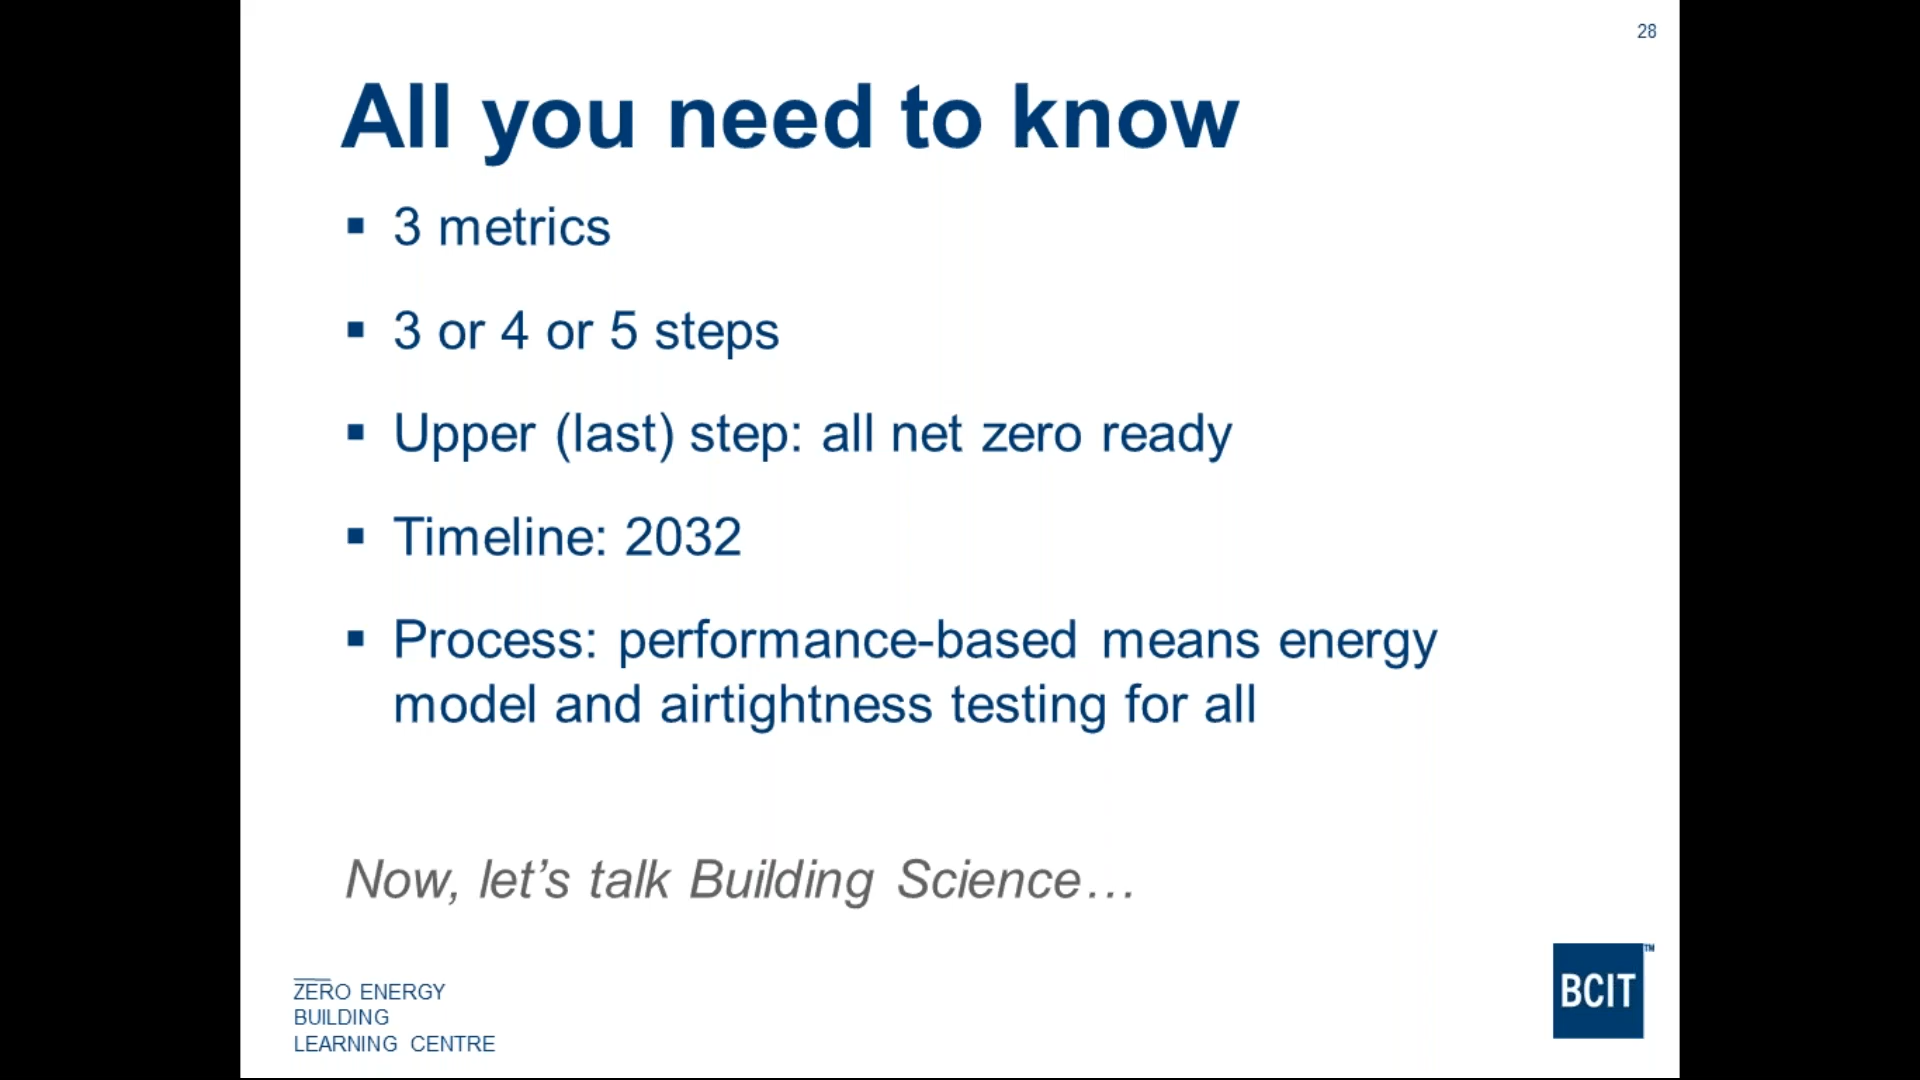 28
All you need to know
▪ 3 metrics
▪ 3 or 4 or 5 steps
▪ Upper (last) step: all net zero ready
▪ Timeline: 2032
▪ Process: performance-based means energy
model and airtightness testing for all
Now, let’s talk Building Science…
ZERO ENERGY
BUILDING
LEARNING CENTRE
BCIT™